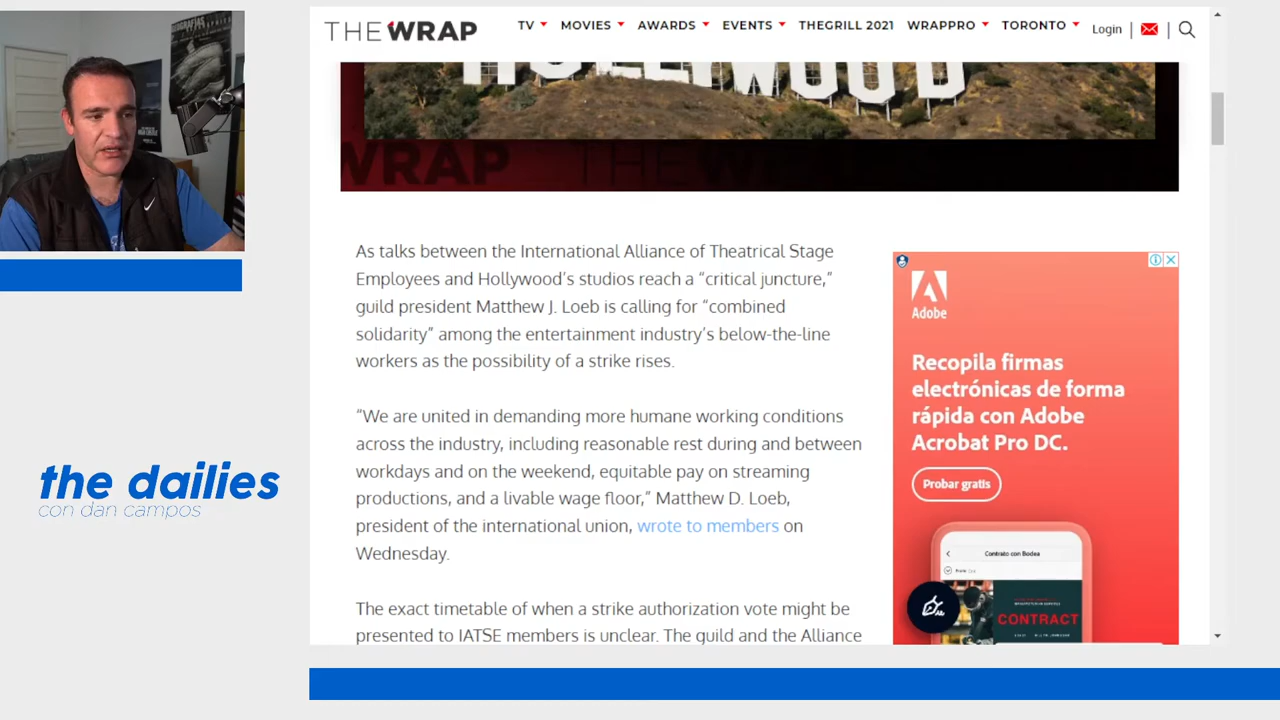 THE WRAP
TV
MOVIES
AWARDS
EVENTS
THEGRILL 2021
WRAPPRO
TORONTO
Login
HOLLYWOOD
WRAP
THE WRAP
As talks between the International Alliance of Theatrical Stage
Employees and Hollywood’s studios reach a “critical juncture,”
guild president Matthew J. Loeb is calling for “combined
solidarity” among the entertainment industry’s below-the-line
workers as the possibility of a strike rises.
“We are united in demanding more humane working conditions
across the industry, including reasonable rest during and between
workdays and on the weekend, equitable pay on streaming
productions, and a livable wage floor,” Matthew D. Loeb,
president of the international union, wrote to members on
Wednesday.
The exact timetable of when a strike authorization vote might be
presented to IATSE members is unclear. The guild and the Alliance
Adobe
Recopila firmas
electrónicas de forma
rápida con Adobe
Acrobat Pro DC.
Probar gratis
Contrato con Bodea
CONTRACT
the dailies
con dan campos